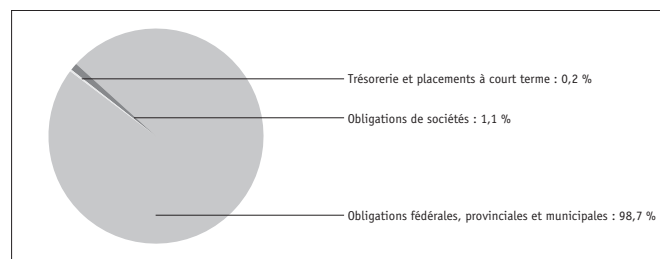 Trésorerie et placements à court terme : 0,2 %
Obligations de sociétés : 1,1 %
Obligations fédérales, provinciales et municipales : 98,7 %